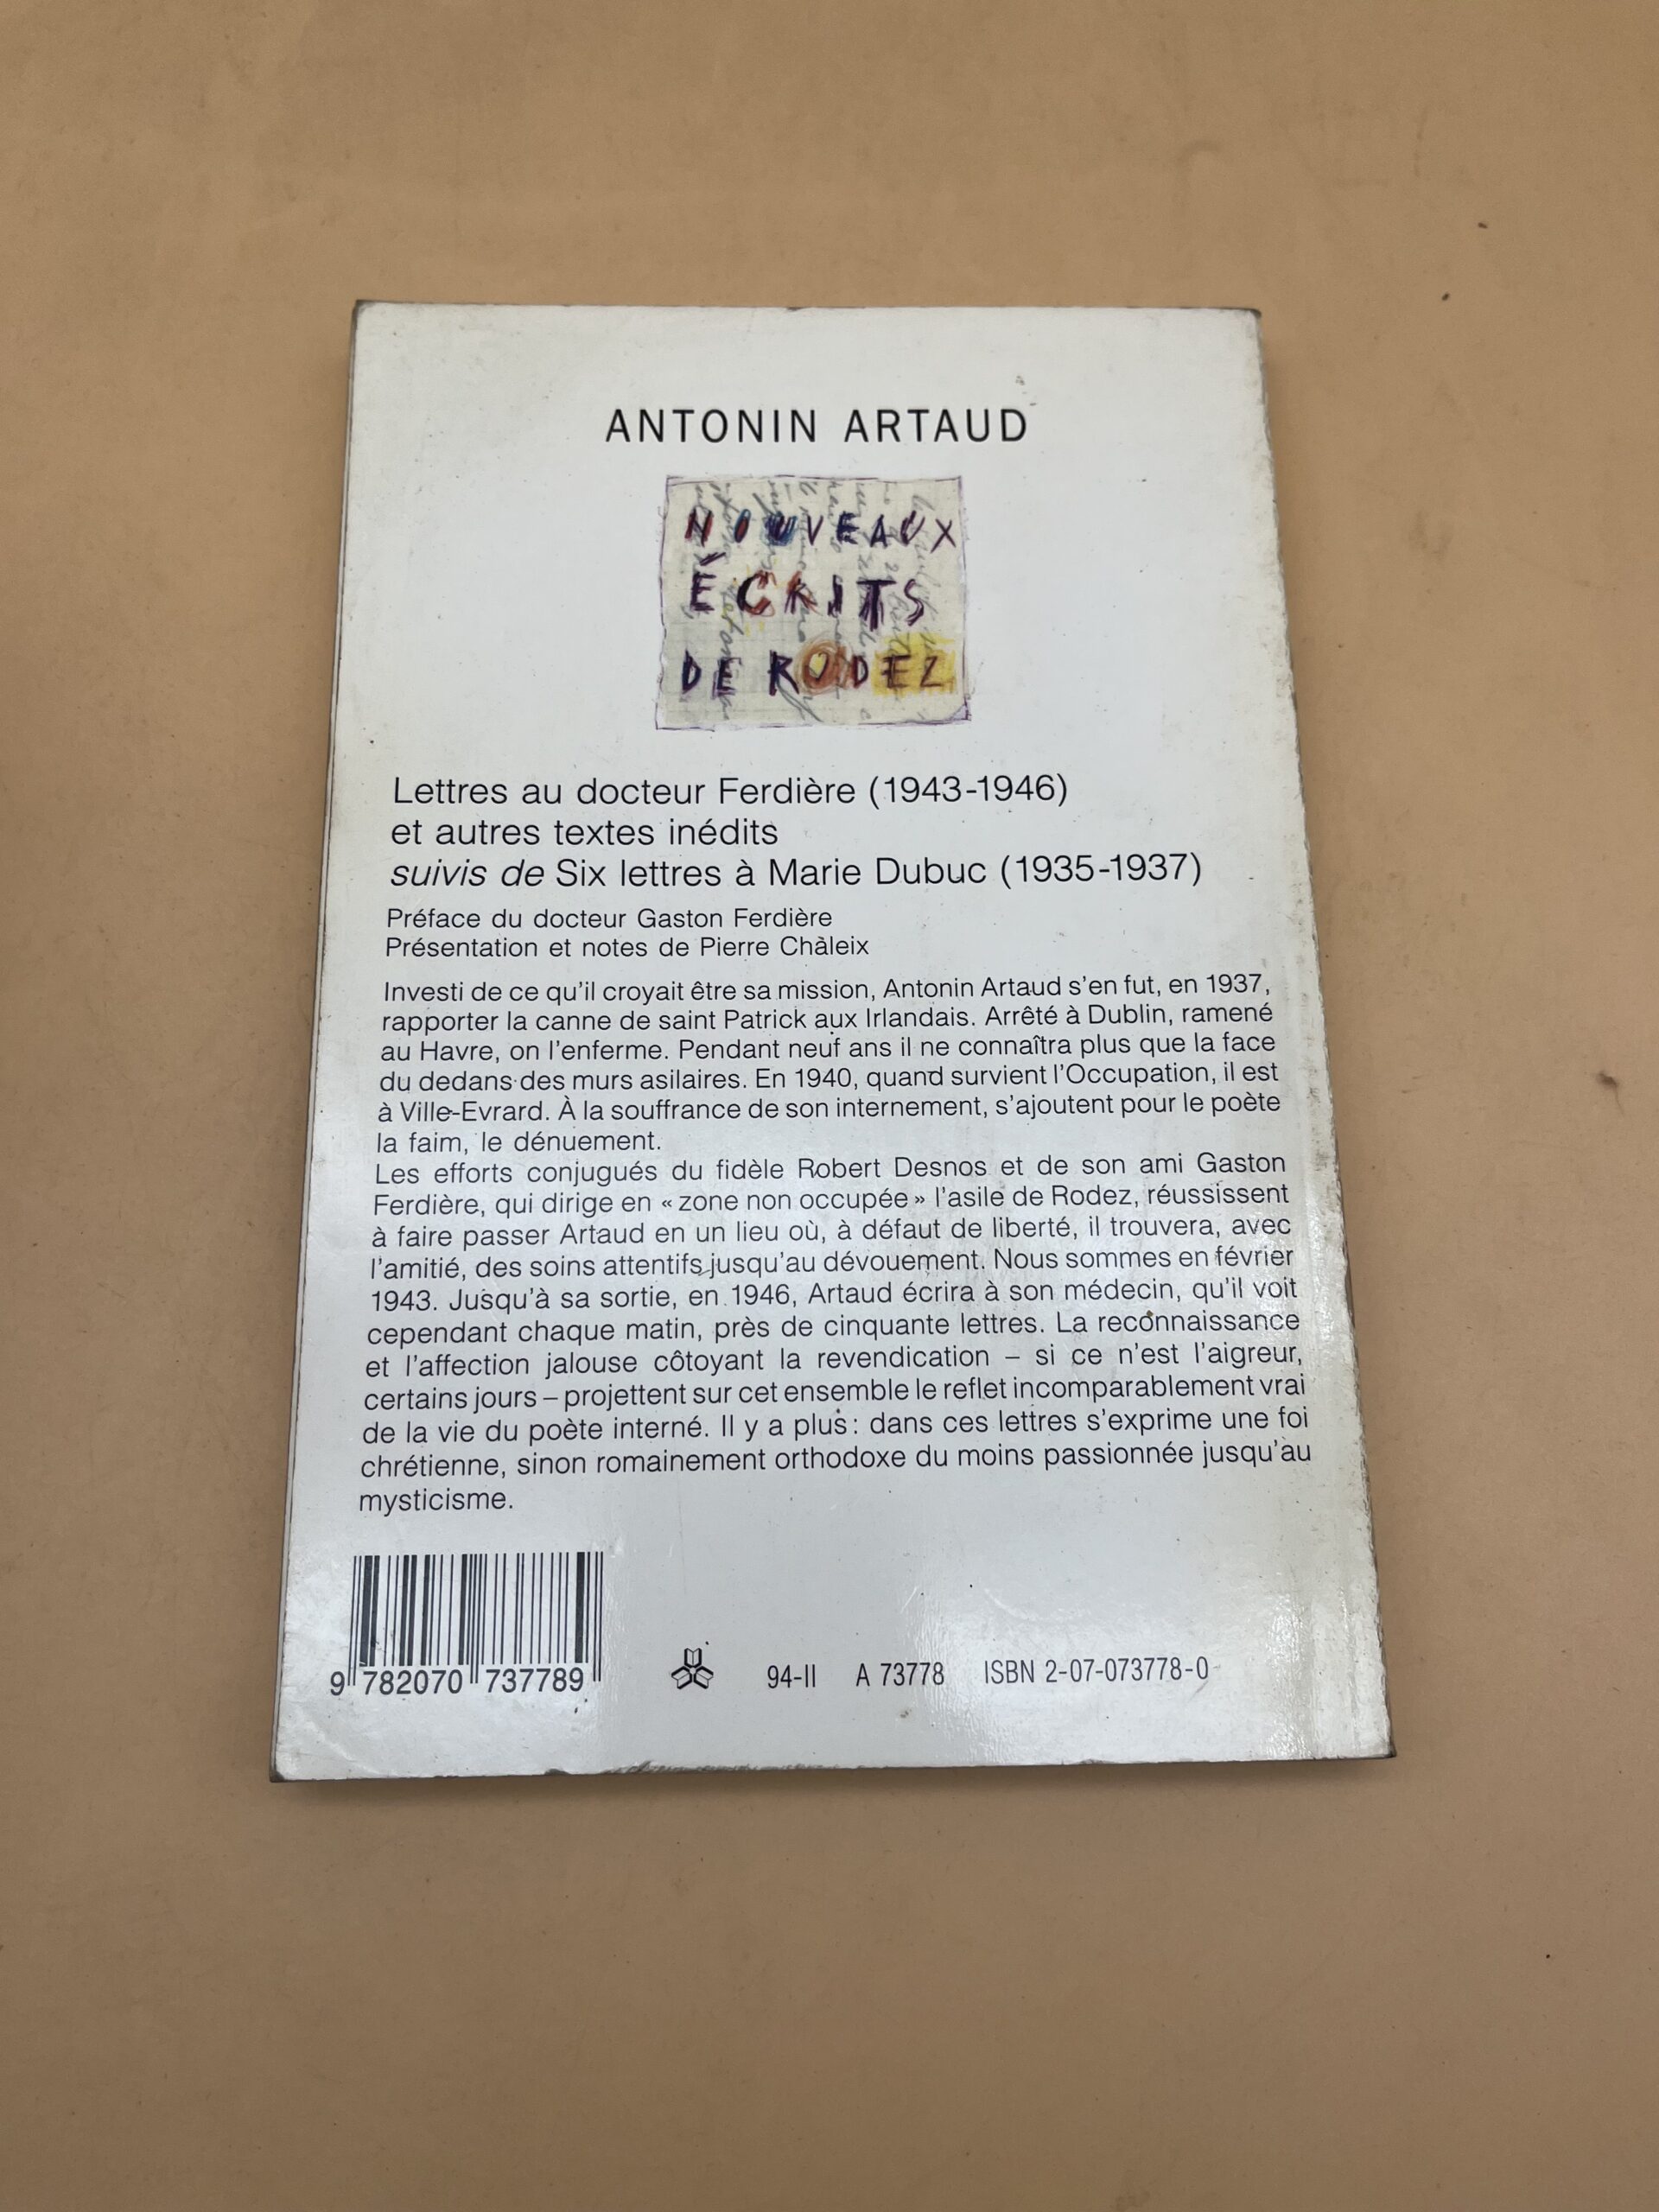 ANTONIN ARTAUD
NOUVEAUX
ÉCRITS
DE RODEZ
Lettres au docteur Ferdière (1943-1946)
et autres textes inédits
suivis de Six lettres à Marie Dubuc (1935-1937)
Préface du docteur Gaston Ferdière
Présentation et notes de Pierre Chaleix
Investi de ce qu'il croyait être sa mission, Antonin Artaud s'en fut, en 1937,
rapporter la canne de saint Patrick aux Irlandais. Arrêté à Dublin, ramené
au Havre, on l'enferme. Pendant neuf ans il ne connaîtra plus que la face
du dedans des murs asilaires. En 1940, quand survient l'Occupation, il est
à Ville-Evrard. À la souffrance de son internement, s'ajoutent pour le poète
la faim, le dénuement.
Les efforts conjugués du fidèle Robert Desnos et de son ami Gaston
Ferdière, qui dirige en « zone non occupée » l'asile de Rodez, réussissent
à faire passer Artaud en un lieu où, à défaut de liberté, il trouvera, avec
l'amitié, des soins attentifs jusqu'au dévouement. Nous sommes en février
1943. Jusqu'à sa sortie, en 1946, Artaud écrira à son médecin, qu'il voit
cependant chaque matin, près de cinquante lettres. La reconnaissance
et l'affection jalouse côtoyant la revendication – si ce n'est l'aigreur,
certains jours – projettent sur cet ensemble le reflet incomparablement vrai
de la vie du poète interné. Il y a plus : dans ces lettres s'exprime une foi
chrétienne, sinon romainement orthodoxe du moins passionnée jusqu'au
mysticisme.
9 782070 737789
94-II A 73778 ISBN 2-07-073778-0